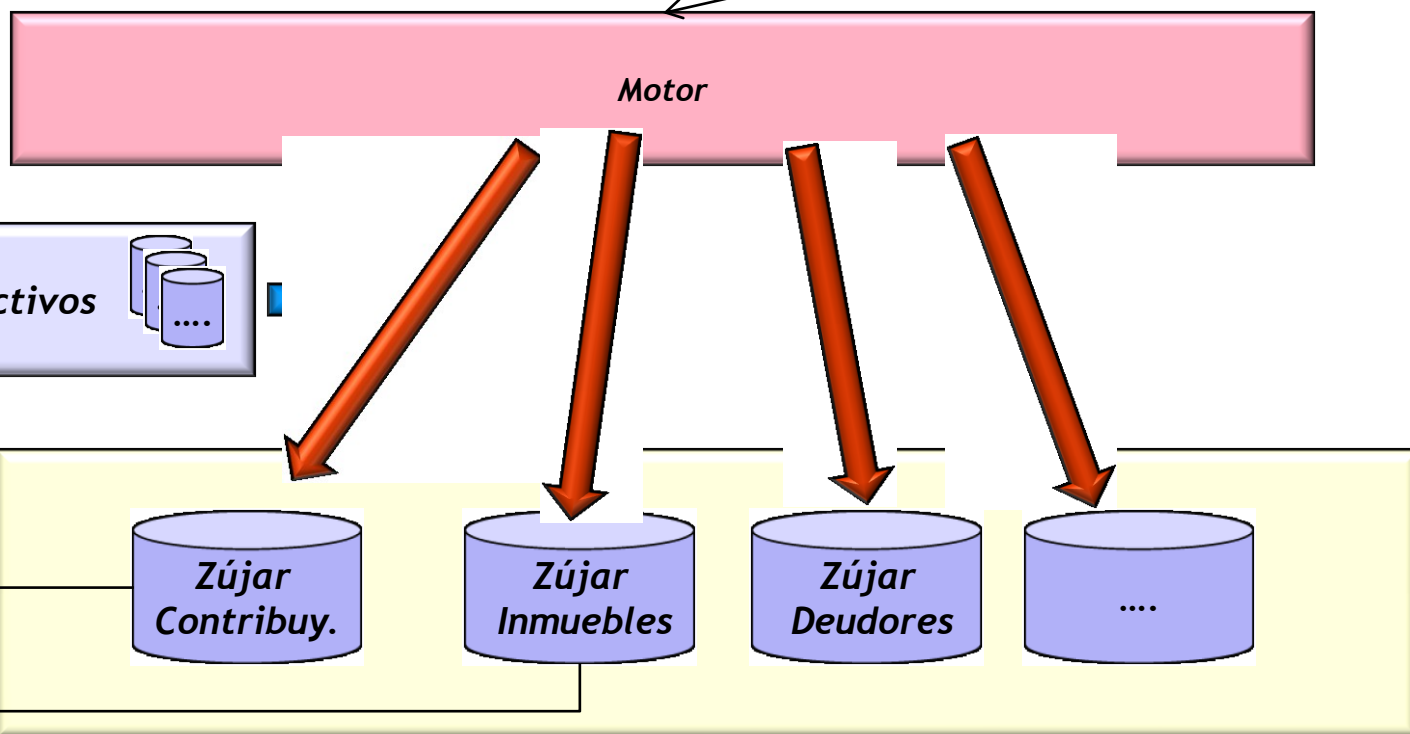 Motor
ctivos
….
Zújar
Contribuy.
Zújar
Inmuebles
Zújar
Deudores
….